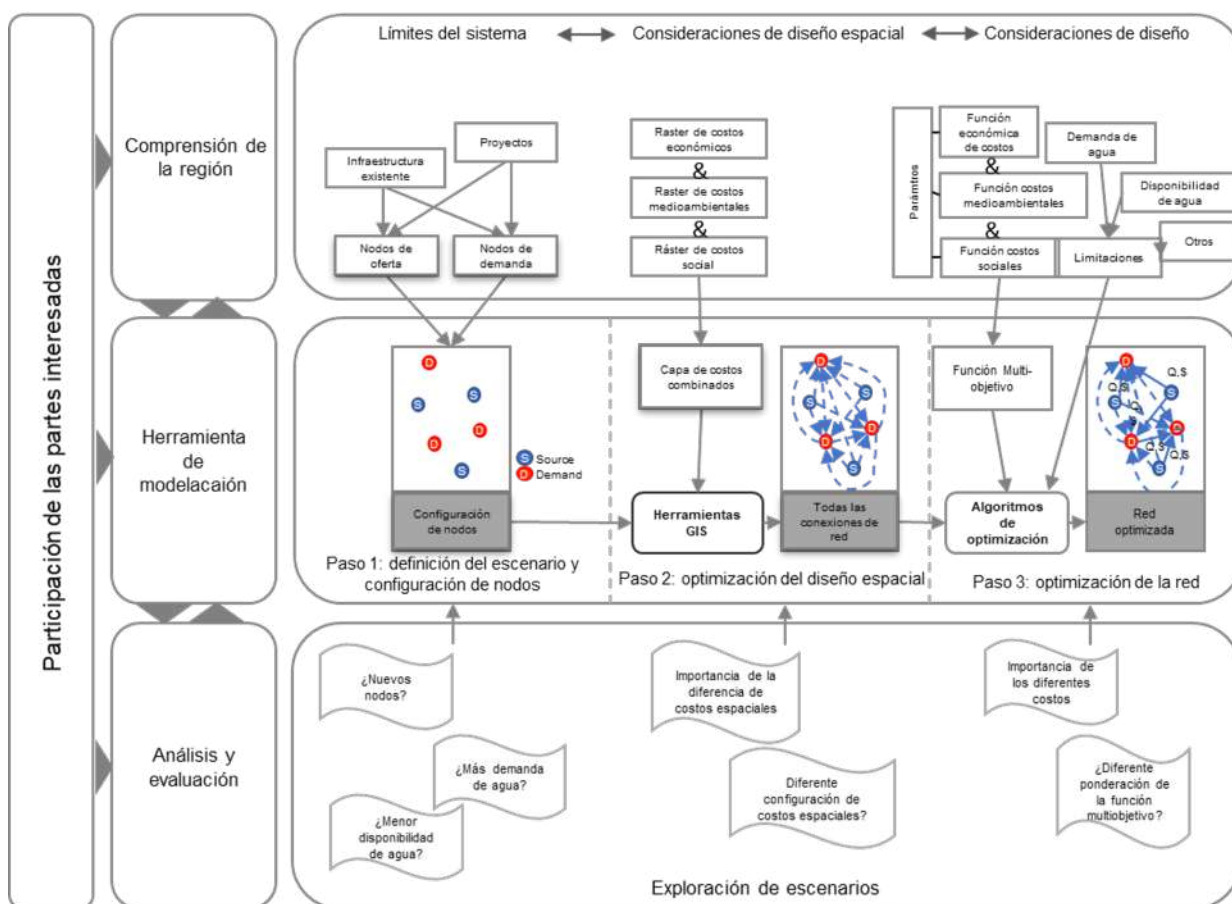 Participación de las partes interesadas
Comprensión de
la región
Límites del sistema
Consideraciones de diseño espacial
Consideraciones de diseño
Proyectos
Infraestructura
existente
Nodos de
oferta
Nodos de
demanda
Raster de costos
económicos
&
Raster de costos
medioambientales
&
Ráster de costos
social
Parámtros
Función
económica
de costos
&
Función costos
medioambientales
&
Función costos
sociales
Demanda de
agua
Disponibilidad
de agua
Otros
Limitaciones
Herramienta
de
modelacaión
D
S
S
D
D
S
S Source
D Demand
Configuración
de nodos
Paso 1: definición del escenario y
configuración de nodos
Capa de costos
combinados
Herramientas
GIS
D
S
S
D
D
S
Todas las
conexiones de
red
Paso 2: optimización del diseño espacial
Función Multi-
objetivo
Algoritmos
de
optimización
D
Q,$
Q,$
S
S
D
D
Q,$
Q,$
S
Red
optimizada
Paso 3: optimización de la red
Análisis y
evaluación
¿Nuevos
nodos?
¿Más demanda
de agua?
¿Menor
disponibilidad
de agua?
Importancia de la
diferencia de
costos espaciales
Diferente
configuración de
costos espaciales?
Importancia de
los diferentes
costos
¿Diferente
ponderación de
la función
multiobjetivo?
Exploración de escenarios